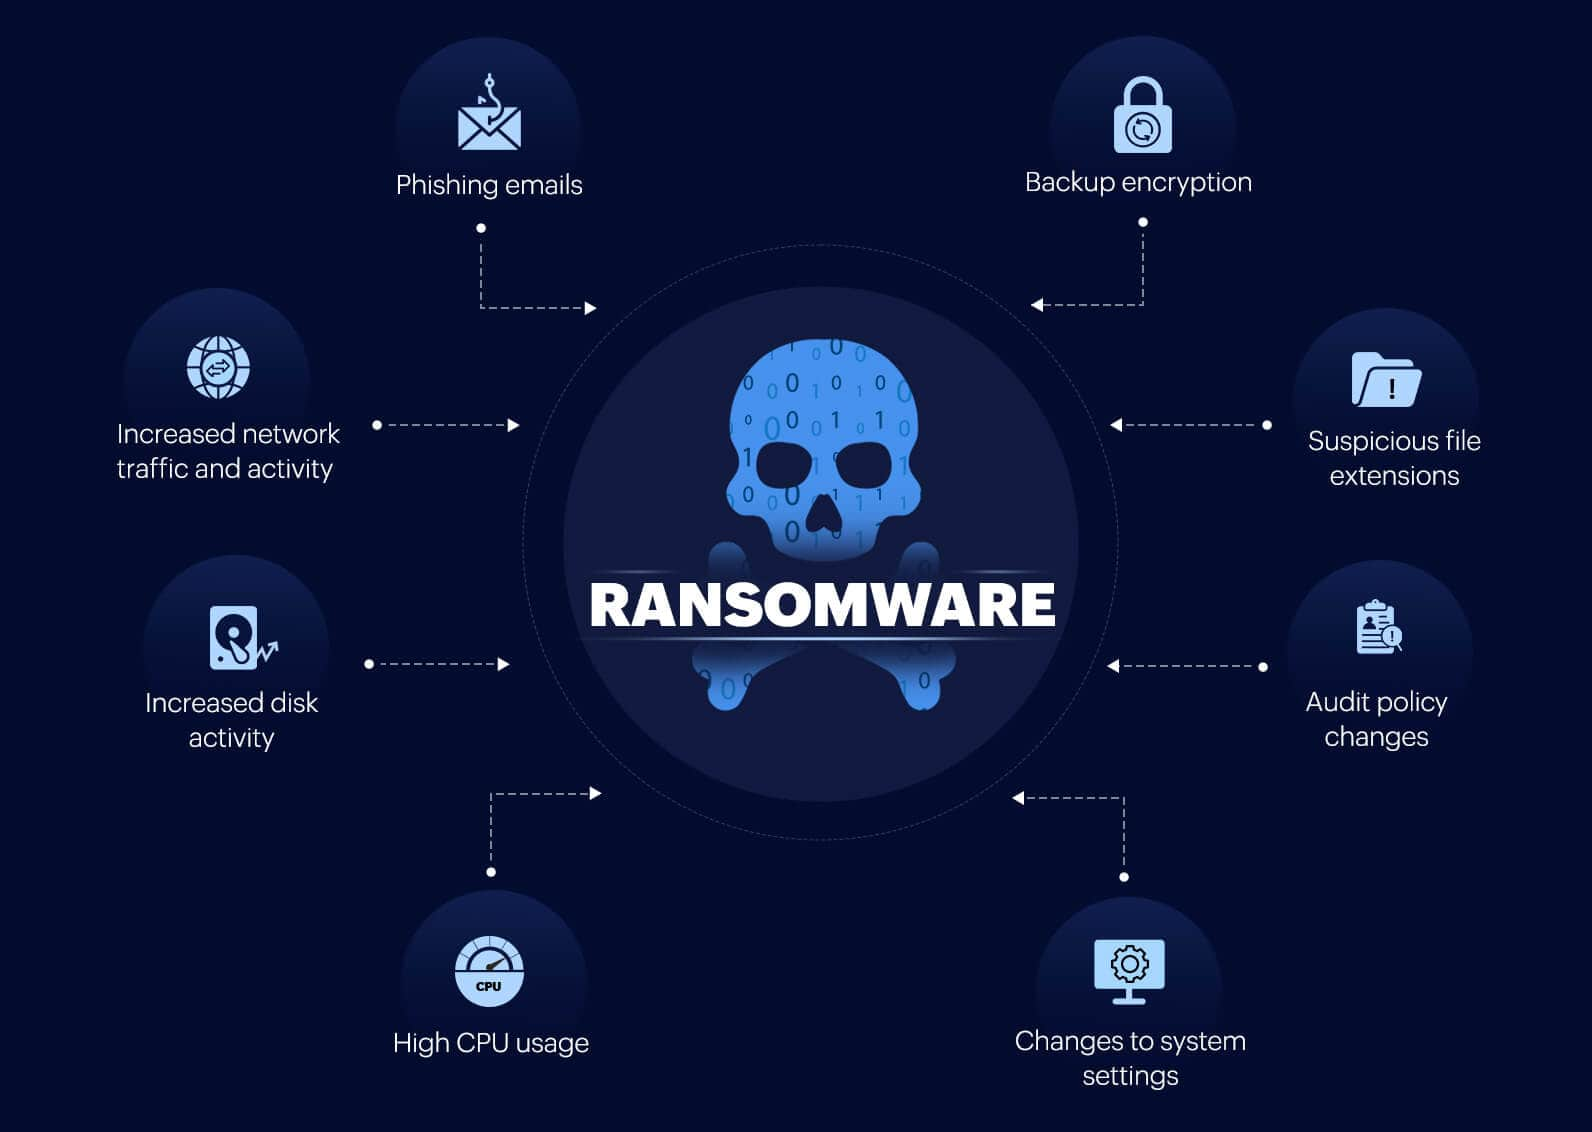 Phishing emails
Backup encryption
Increased network
traffic and activity
Suspicious file
extensions
RANSOMWARE
Increased disk
activity
Audit policy
changes
CPU
High CPU usage
Changes to system
settings